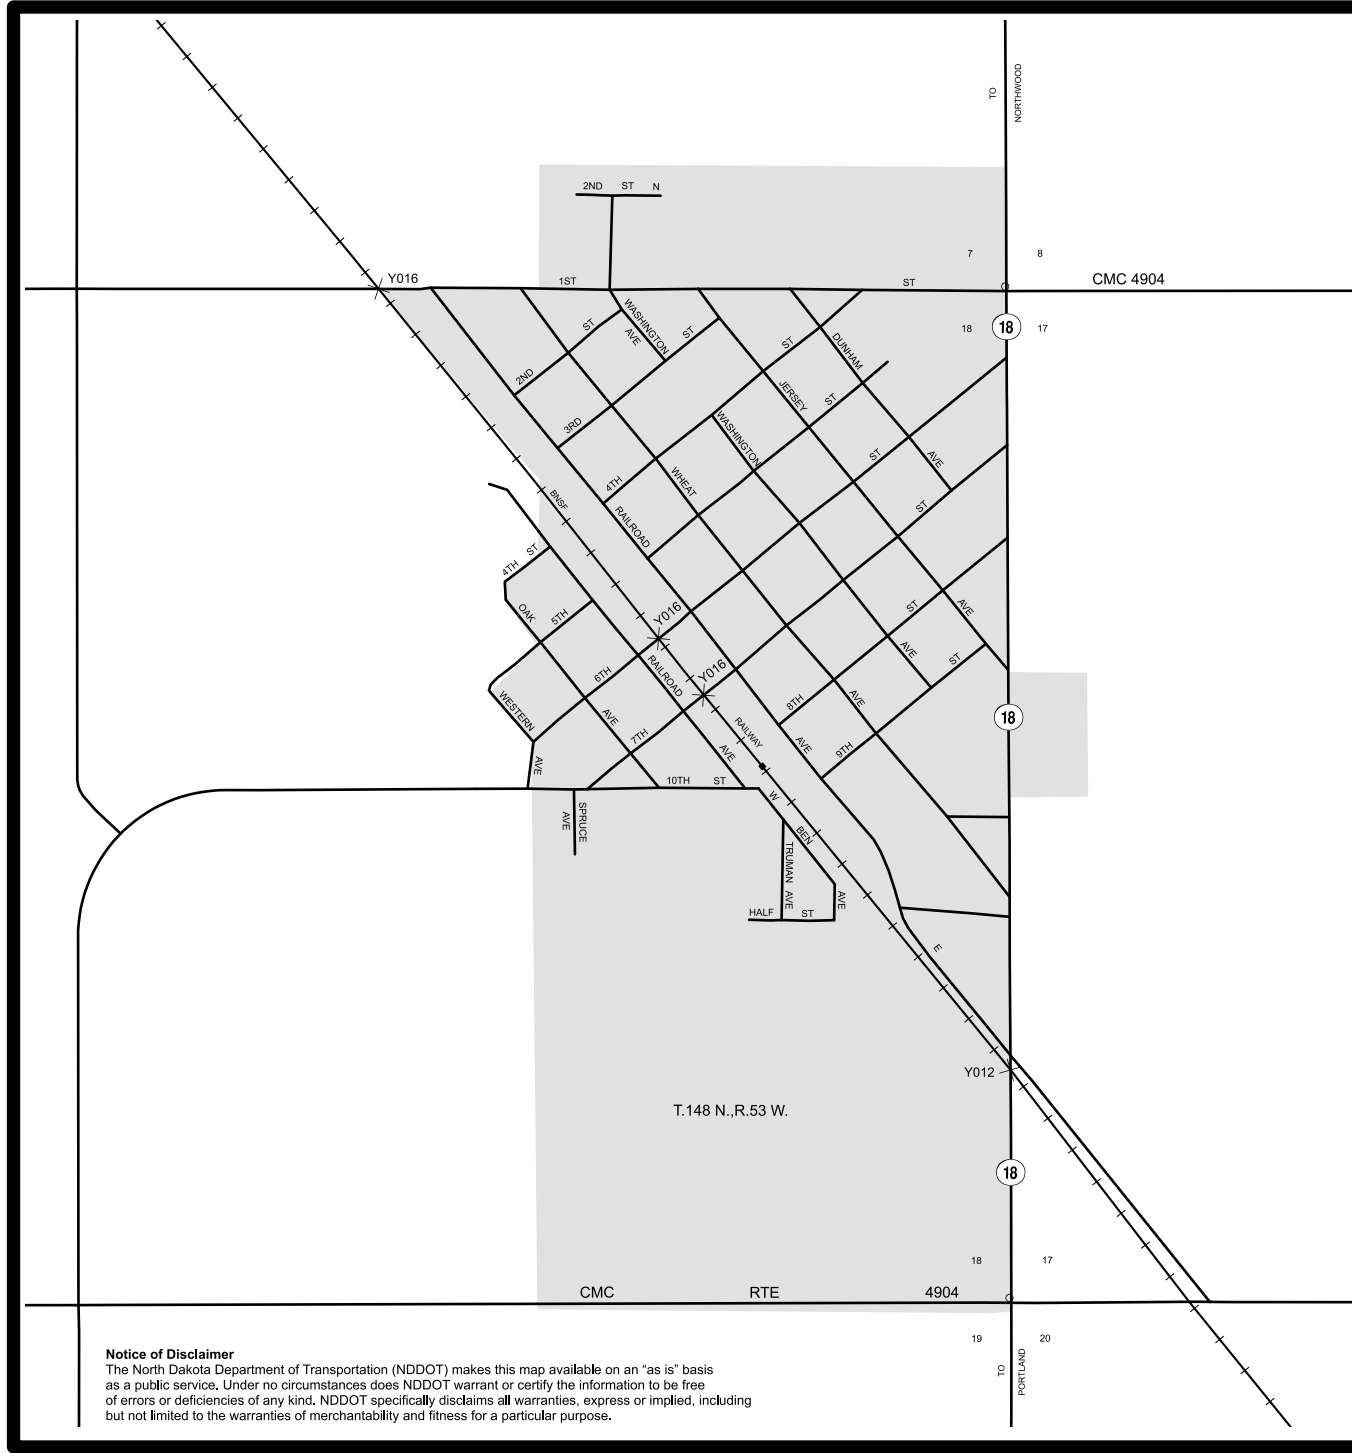 TO
NORTHWOOD
2ND ST N
7
8
Y016
1ST
ST
CMC 4904
18
18
17
WASHINGTON
AVE
ST
ST
ST
DUNHAM
2ND
JERSEY
ST
3RD
WASHINGTON
AVE
ST
4TH
WHEAT
BNSF
RAILROAD
ST
4TH ST
OAK
5TH
Y016
AVE
ST
6TH
RAILROAD
Y016
AVE
ST
WESTERN
8TH
AVE
AVE
7TH
RAILWAY
18
AVE
AVE
AVE
9TH
10TH ST
W
SPRUCE
AVE
BEN
TRUMAN
AVE
AVE
HALF ST
E
Y012
T.148 N.,R.53 W.
18
18
17
CMC RTE 4904
19
20
TO
PORTLAND
Notice of Disclaimer
The North Dakota Department of Transportation (NDDOT) makes this map available on an “as is” basis
as a public service. Under no circumstances does NDDOT warrant or certify the information to be free
of errors or deficiencies of any kind. NDDOT specifically disclaims all warranties, express or implied, including
but not limited to the warranties of merchantability and fitness for a particular purpose.